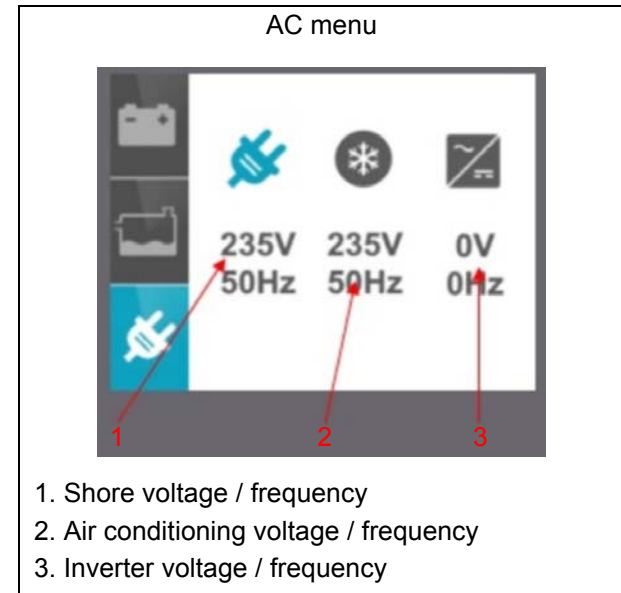 AC menu
235V 235V 0V
50Hz 50Hz 0Hz
1 2 3
1. Shore voltage / frequency
2. Air conditioning voltage / frequency
3. Inverter voltage / frequency